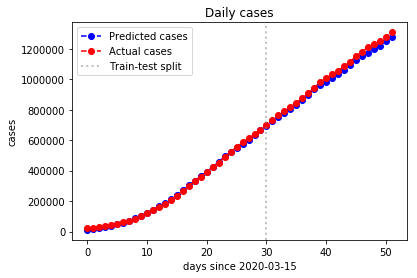 Daily cases
Predicted cases
Actual cases
Train-test split
1200000
1000000
800000
600000
400000
200000
0
cases
0 10 20 30 40 50
days since 2020-03-15